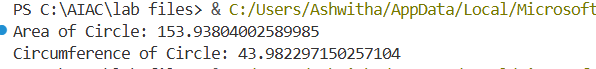 PS C:\AIAC\lab files> & C:/Users/Ashwitha/AppData/Local/Microsoft
Area of Circle: 153.93804002589985
Circumference of Circle: 43.982297150257104